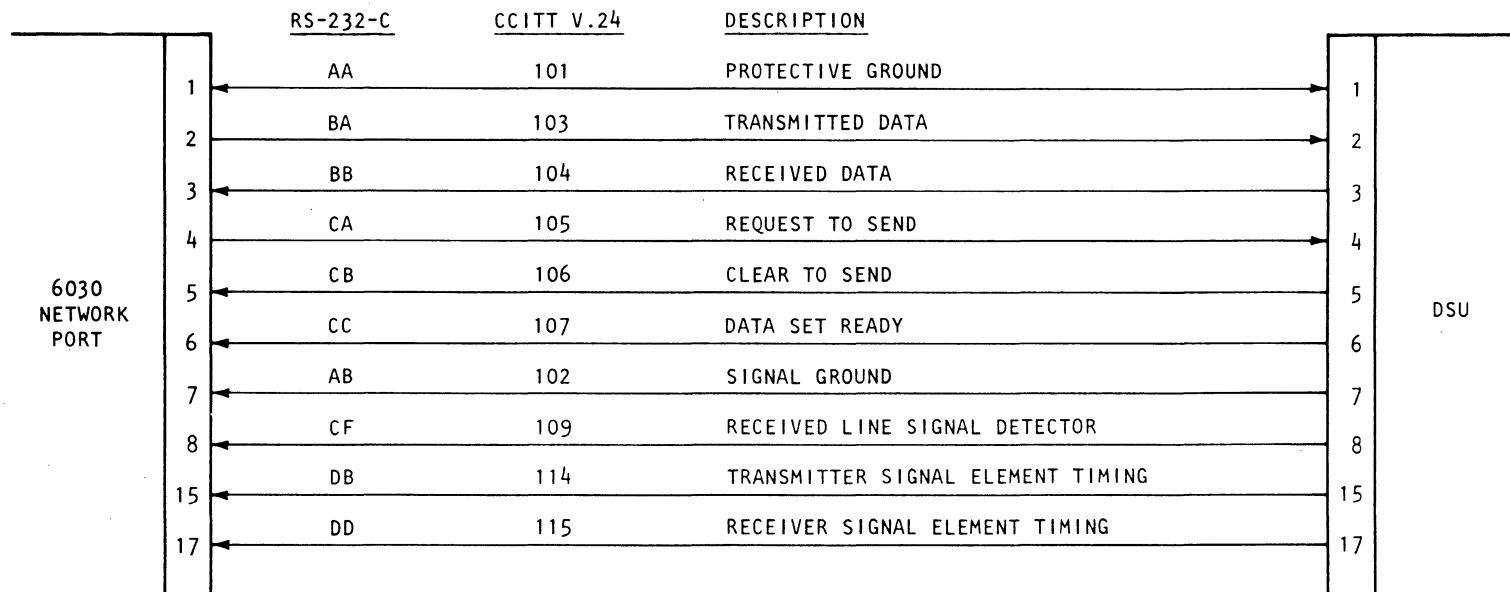 RS-232-C CCITT V.24 DESCRIPTION
1 AA 101 PROTECTIVE GROUND 1
2 BA 103 TRANSMITTED DATA 2
3 BB 104 RECEIVED DATA 3
4 CA 105 REQUEST TO SEND 4
5 CB 106 CLEAR TO SEND 5
6 CC 107 DATA SET READY 6
7 AB 102 SIGNAL GROUND 7
8 CF 109 RECEIVED LINE SIGNAL DETECTOR 8
15 DB 114 TRANSMITTER SIGNAL ELEMENT TIMING 15
17 DD 115 RECEIVER SIGNAL ELEMENT TIMING 17
6030
NETWORK
PORT
DSU